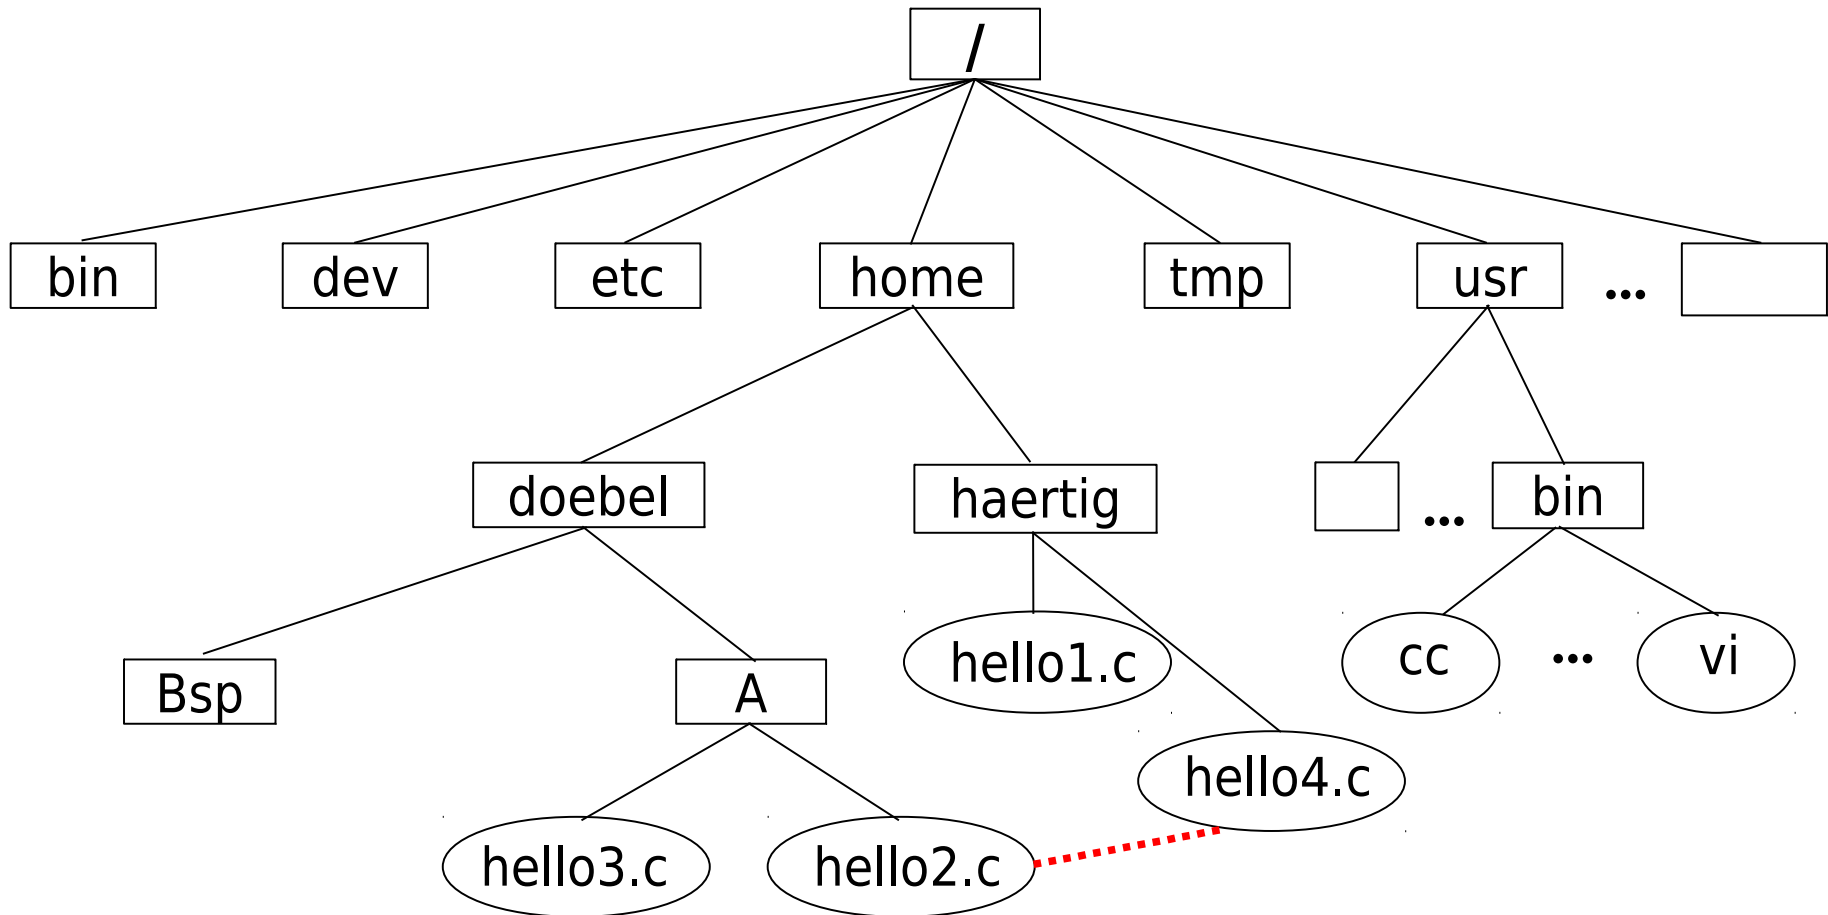 /
bin dev etc home tmp usr ...
doebel haertig ... bin
Bsp A hello1.c cc ... vi
hello4.c
hello3.c hello2.c